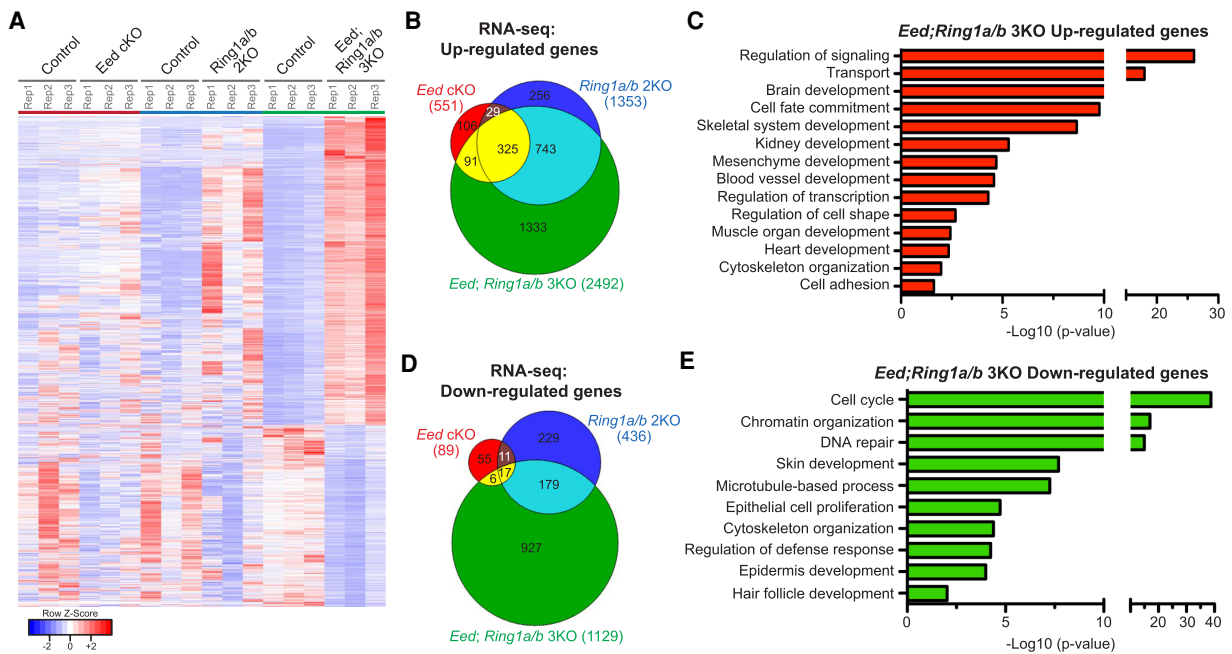 A
Control
Eed cKO
Control
Ring1a/b
2KO
Control
Eed;
Ring1a/b
3KO
Rep1 Rep2 Rep3 Rep1 Rep2 Rep3 Rep1 Rep2 Rep3 Rep1 Rep2 Rep3 Rep1 Rep2 Rep3 Rep1 Rep2 Rep3
Row Z-Score
-2 0 +2
B
RNA-seq:
Up-regulated genes
Eed cKO
(551)
Ring1a/b 2KO
(1353)
256
29
106
325
743
91
1333
Eed; Ring1a/b 3KO (2492)
C
Eed;Ring1a/b 3KO Up-regulated genes
Regulation of signaling
Transport
Brain development
Cell fate commitment
Skeletal system development
Kidney development
Mesenchyme development
Blood vessel development
Regulation of transcription
Regulation of cell shape
Muscle organ development
Heart development
Cytoskeleton organization
Cell adhesion
0 5 10 20 30
-Log10 (p-value)
D
RNA-seq:
Down-regulated genes
Eed cKO
(89)
Ring1a/b 2KO
(436)
229
55
11
6
17
179
927
Eed; Ring1a/b 3KO (1129)
E
Eed;Ring1a/b 3KO Down-regulated genes
Cell cycle
Chromatin organization
DNA repair
Skin development
Microtubule-based process
Epithelial cell proliferation
Cytoskeleton organization
Regulation of defense response
Epidermis development
Hair follicle development
0 5 10 20 30 40
-Log10 (p-value)